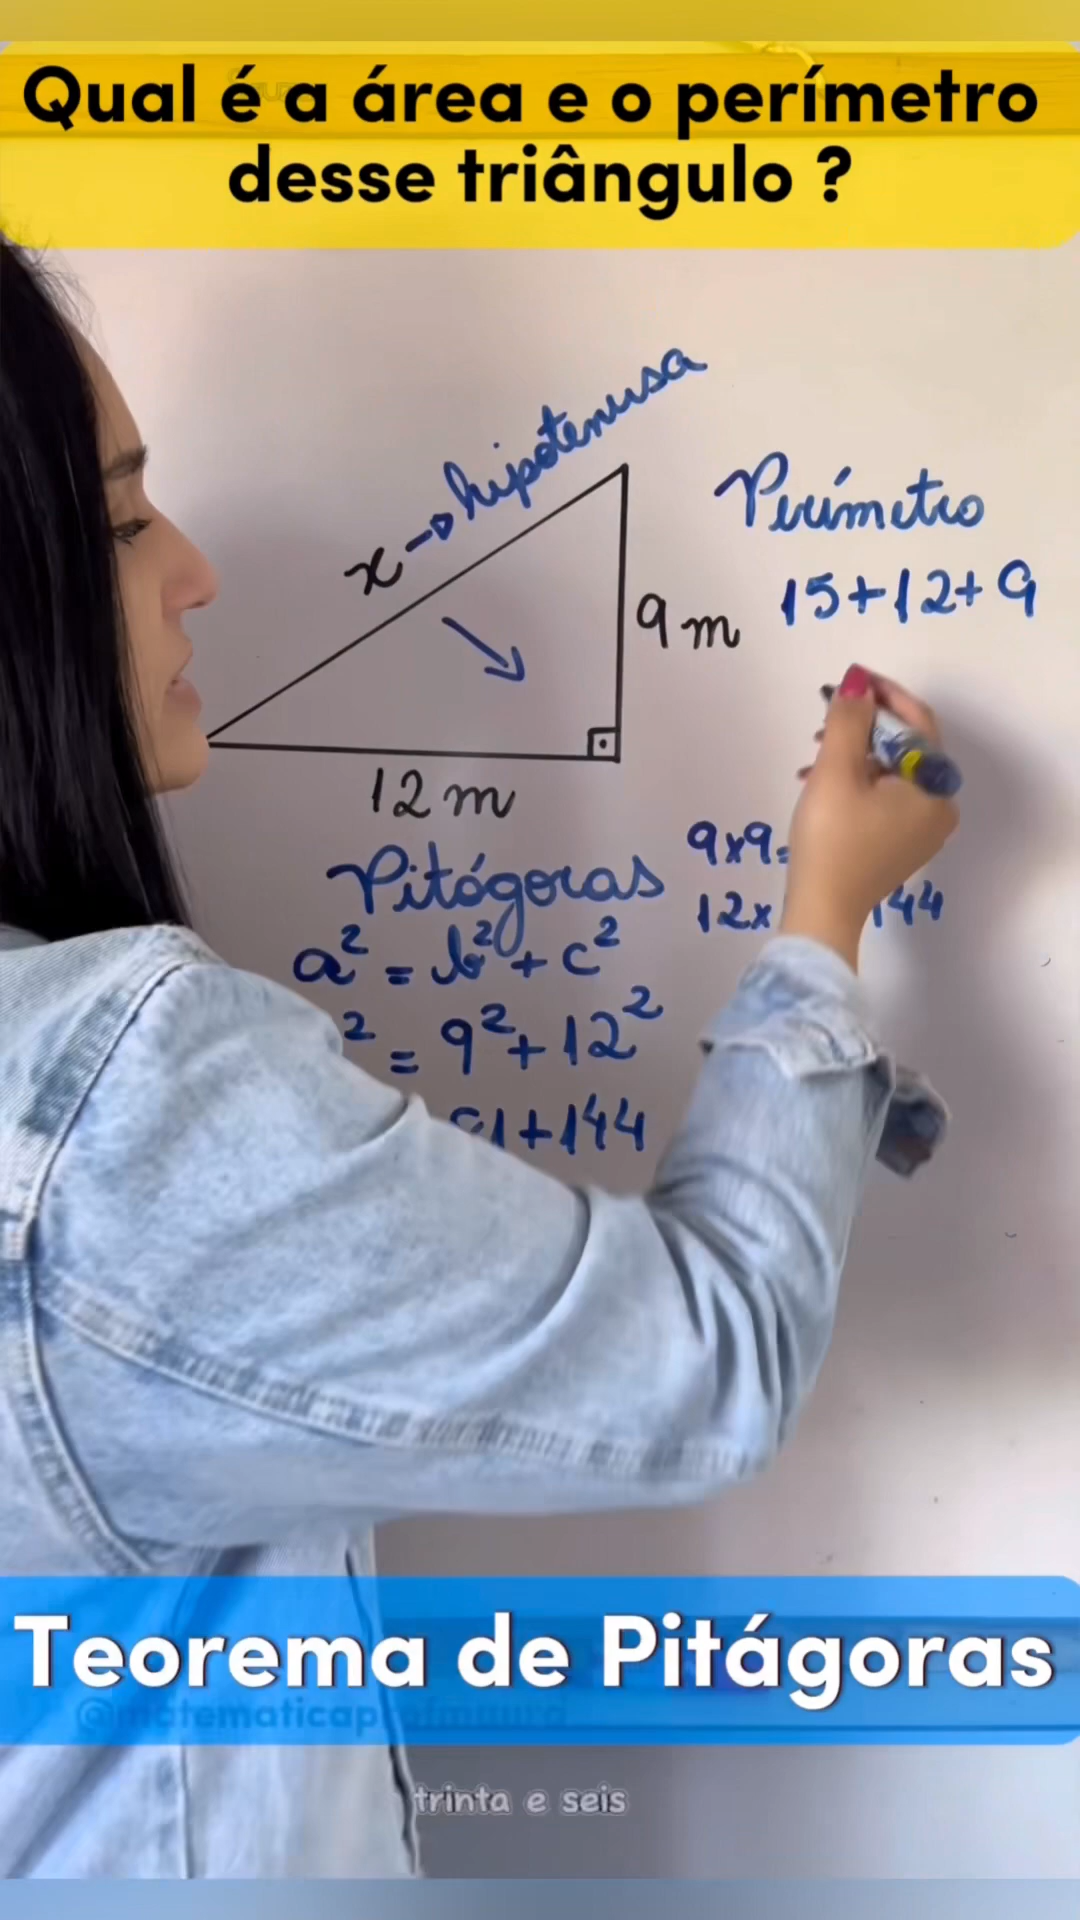 Qual é a área e o perímetro
desse triângulo ?
x → hipotenusa
9 m
12 m
Perímetro
15+12+9
Pitágoras
a² = b² + c²
² = 9² + 12²
81+144
9x9=
12x 144
Teorema de Pitágoras
trinta e seis